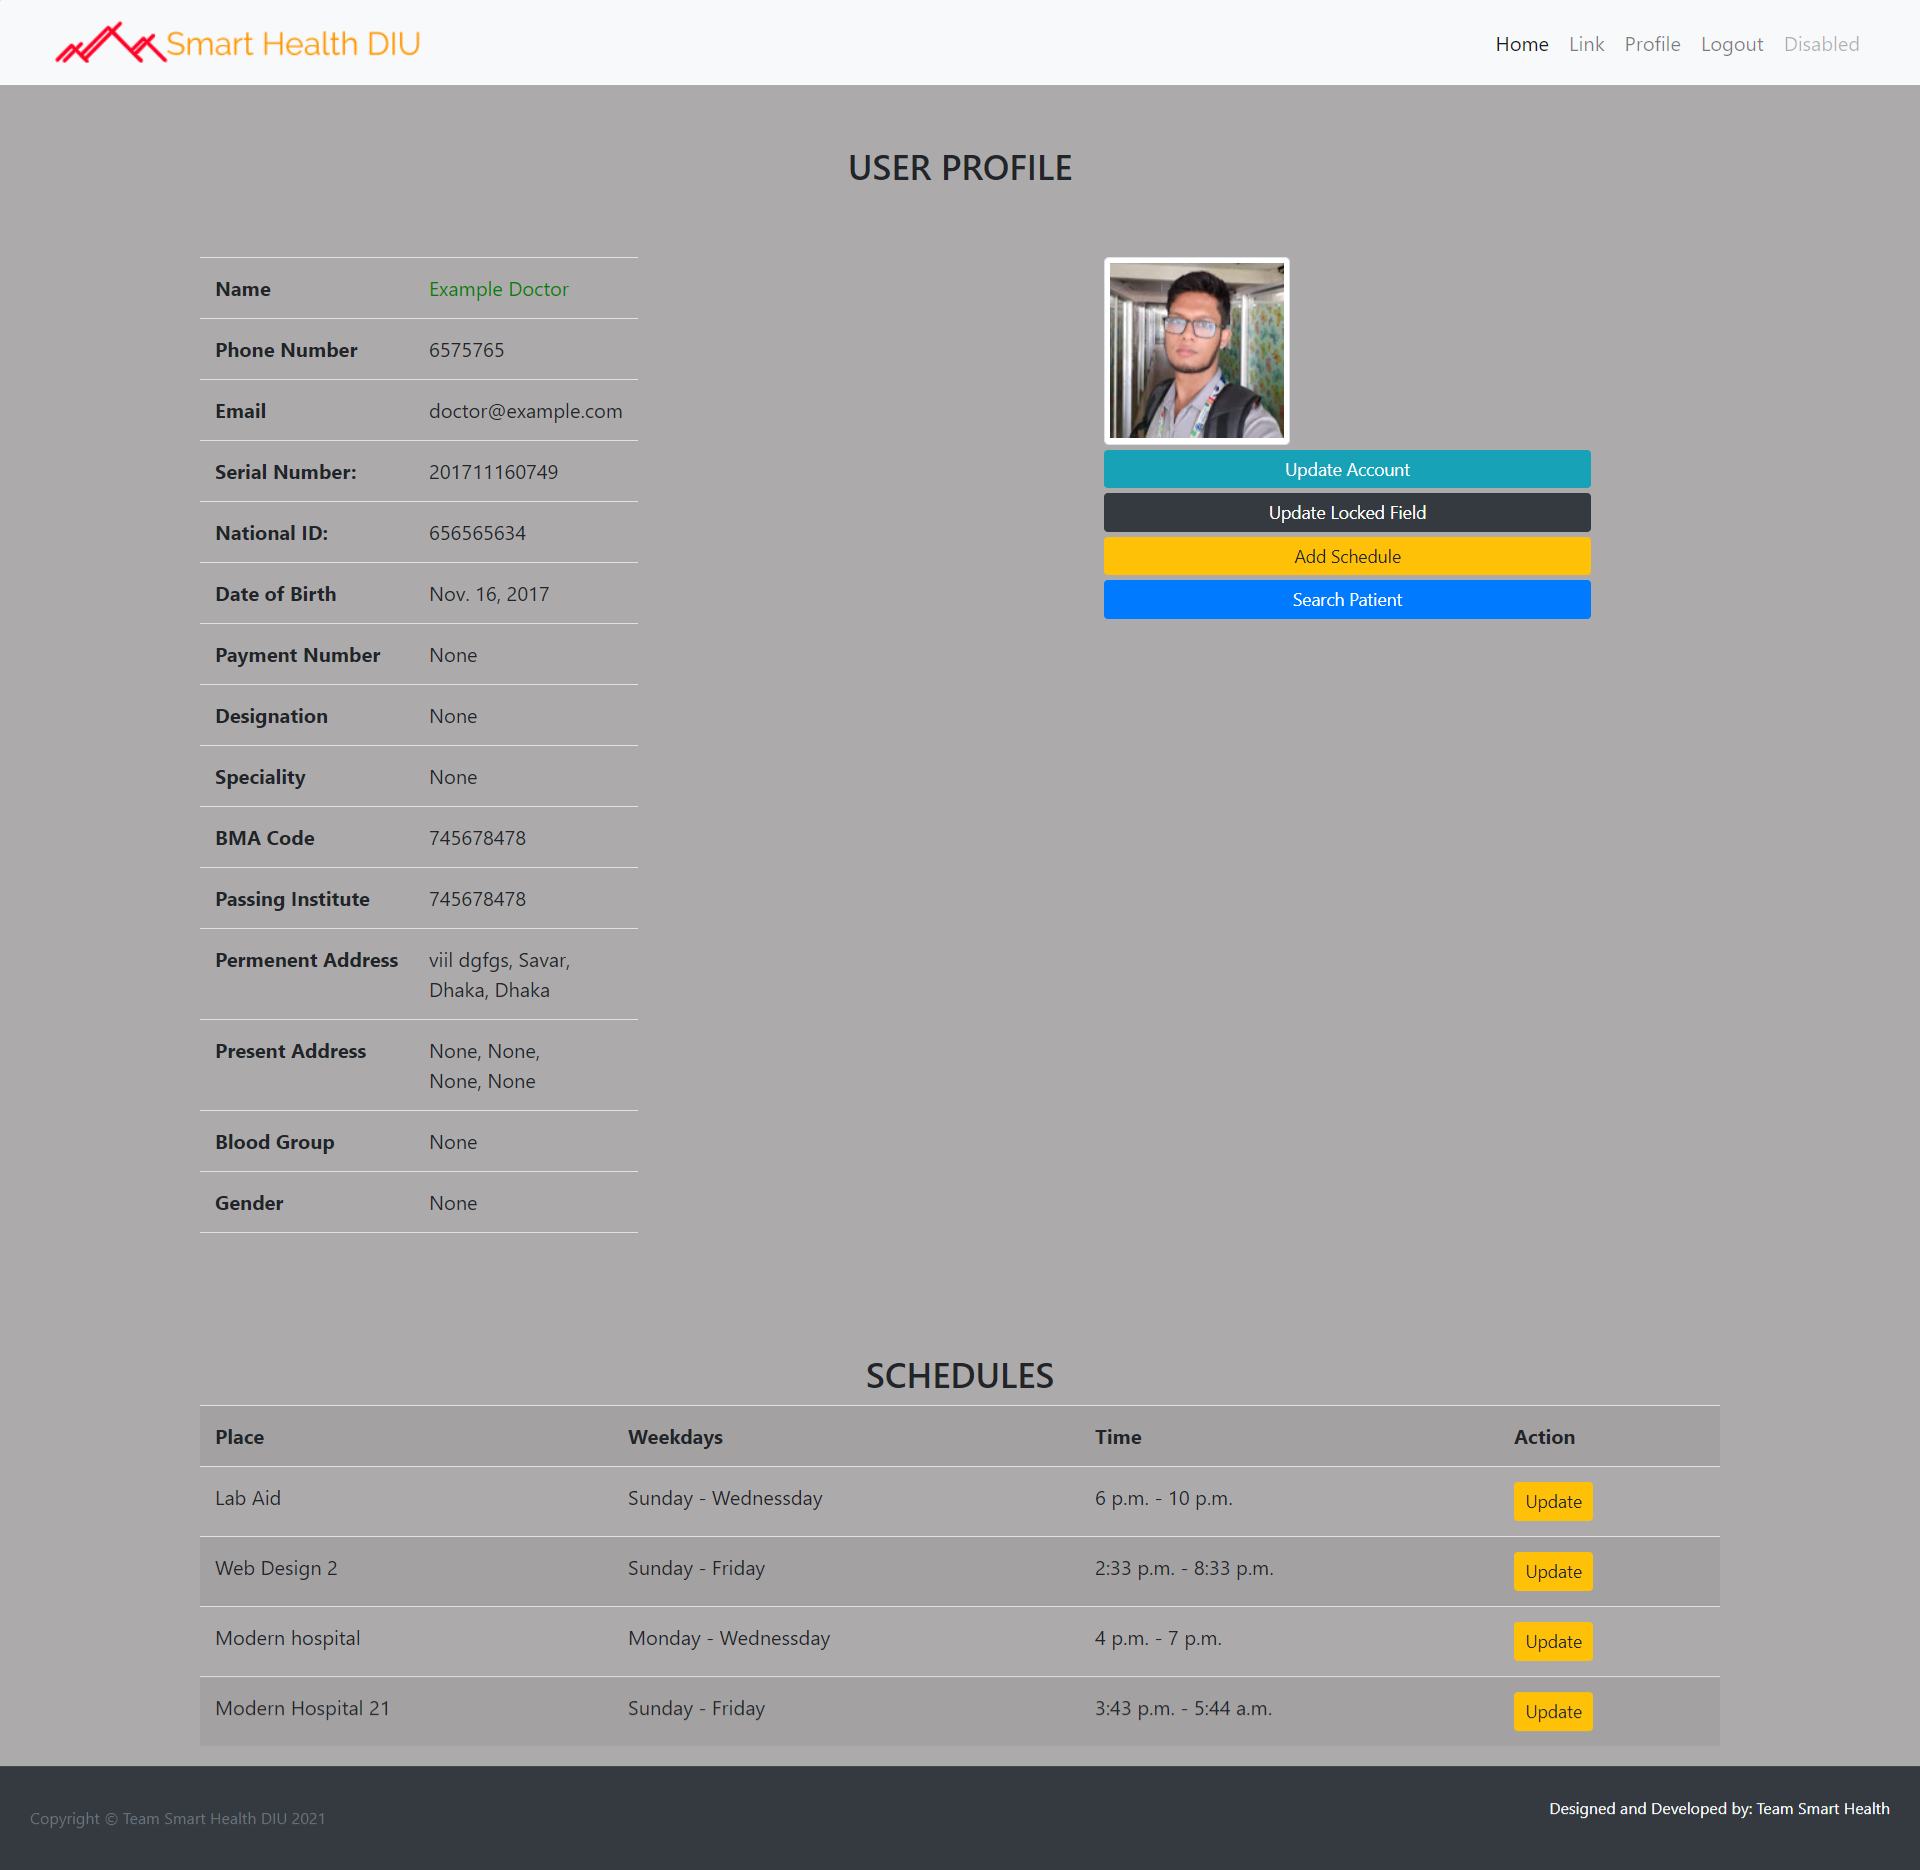 Smart Health DIU
Home Link Profile Logout Disabled
USER PROFILE
Name Example Doctor
Phone Number 6575765
Email doctor@example.com
Serial Number: 201711160749
National ID: 656565634
Date of Birth Nov. 16, 2017
Payment Number None
Designation None
Speciality None
BMA Code 745678478
Passing Institute 745678478
Permenent Address viil dgfgs, Savar,
Dhaka, Dhaka
Present Address None, None,
None, None
Blood Group None
Gender None
Update Account
Update Locked Field
Add Schedule
Search Patient
SCHEDULES
Place Weekdays Time Action
Lab Aid Sunday - Wednessday 6 p.m. - 10 p.m. Update
Web Design 2 Sunday - Friday 2:33 p.m. - 8:33 p.m. Update
Modern hospital Monday - Wednessday 4 p.m. - 7 p.m. Update
Modern Hospital 21 Sunday - Friday 3:43 p.m. - 5:44 a.m. Update
Copyright © Team Smart Health DIU 2021
Designed and Developed by: Team Smart Health